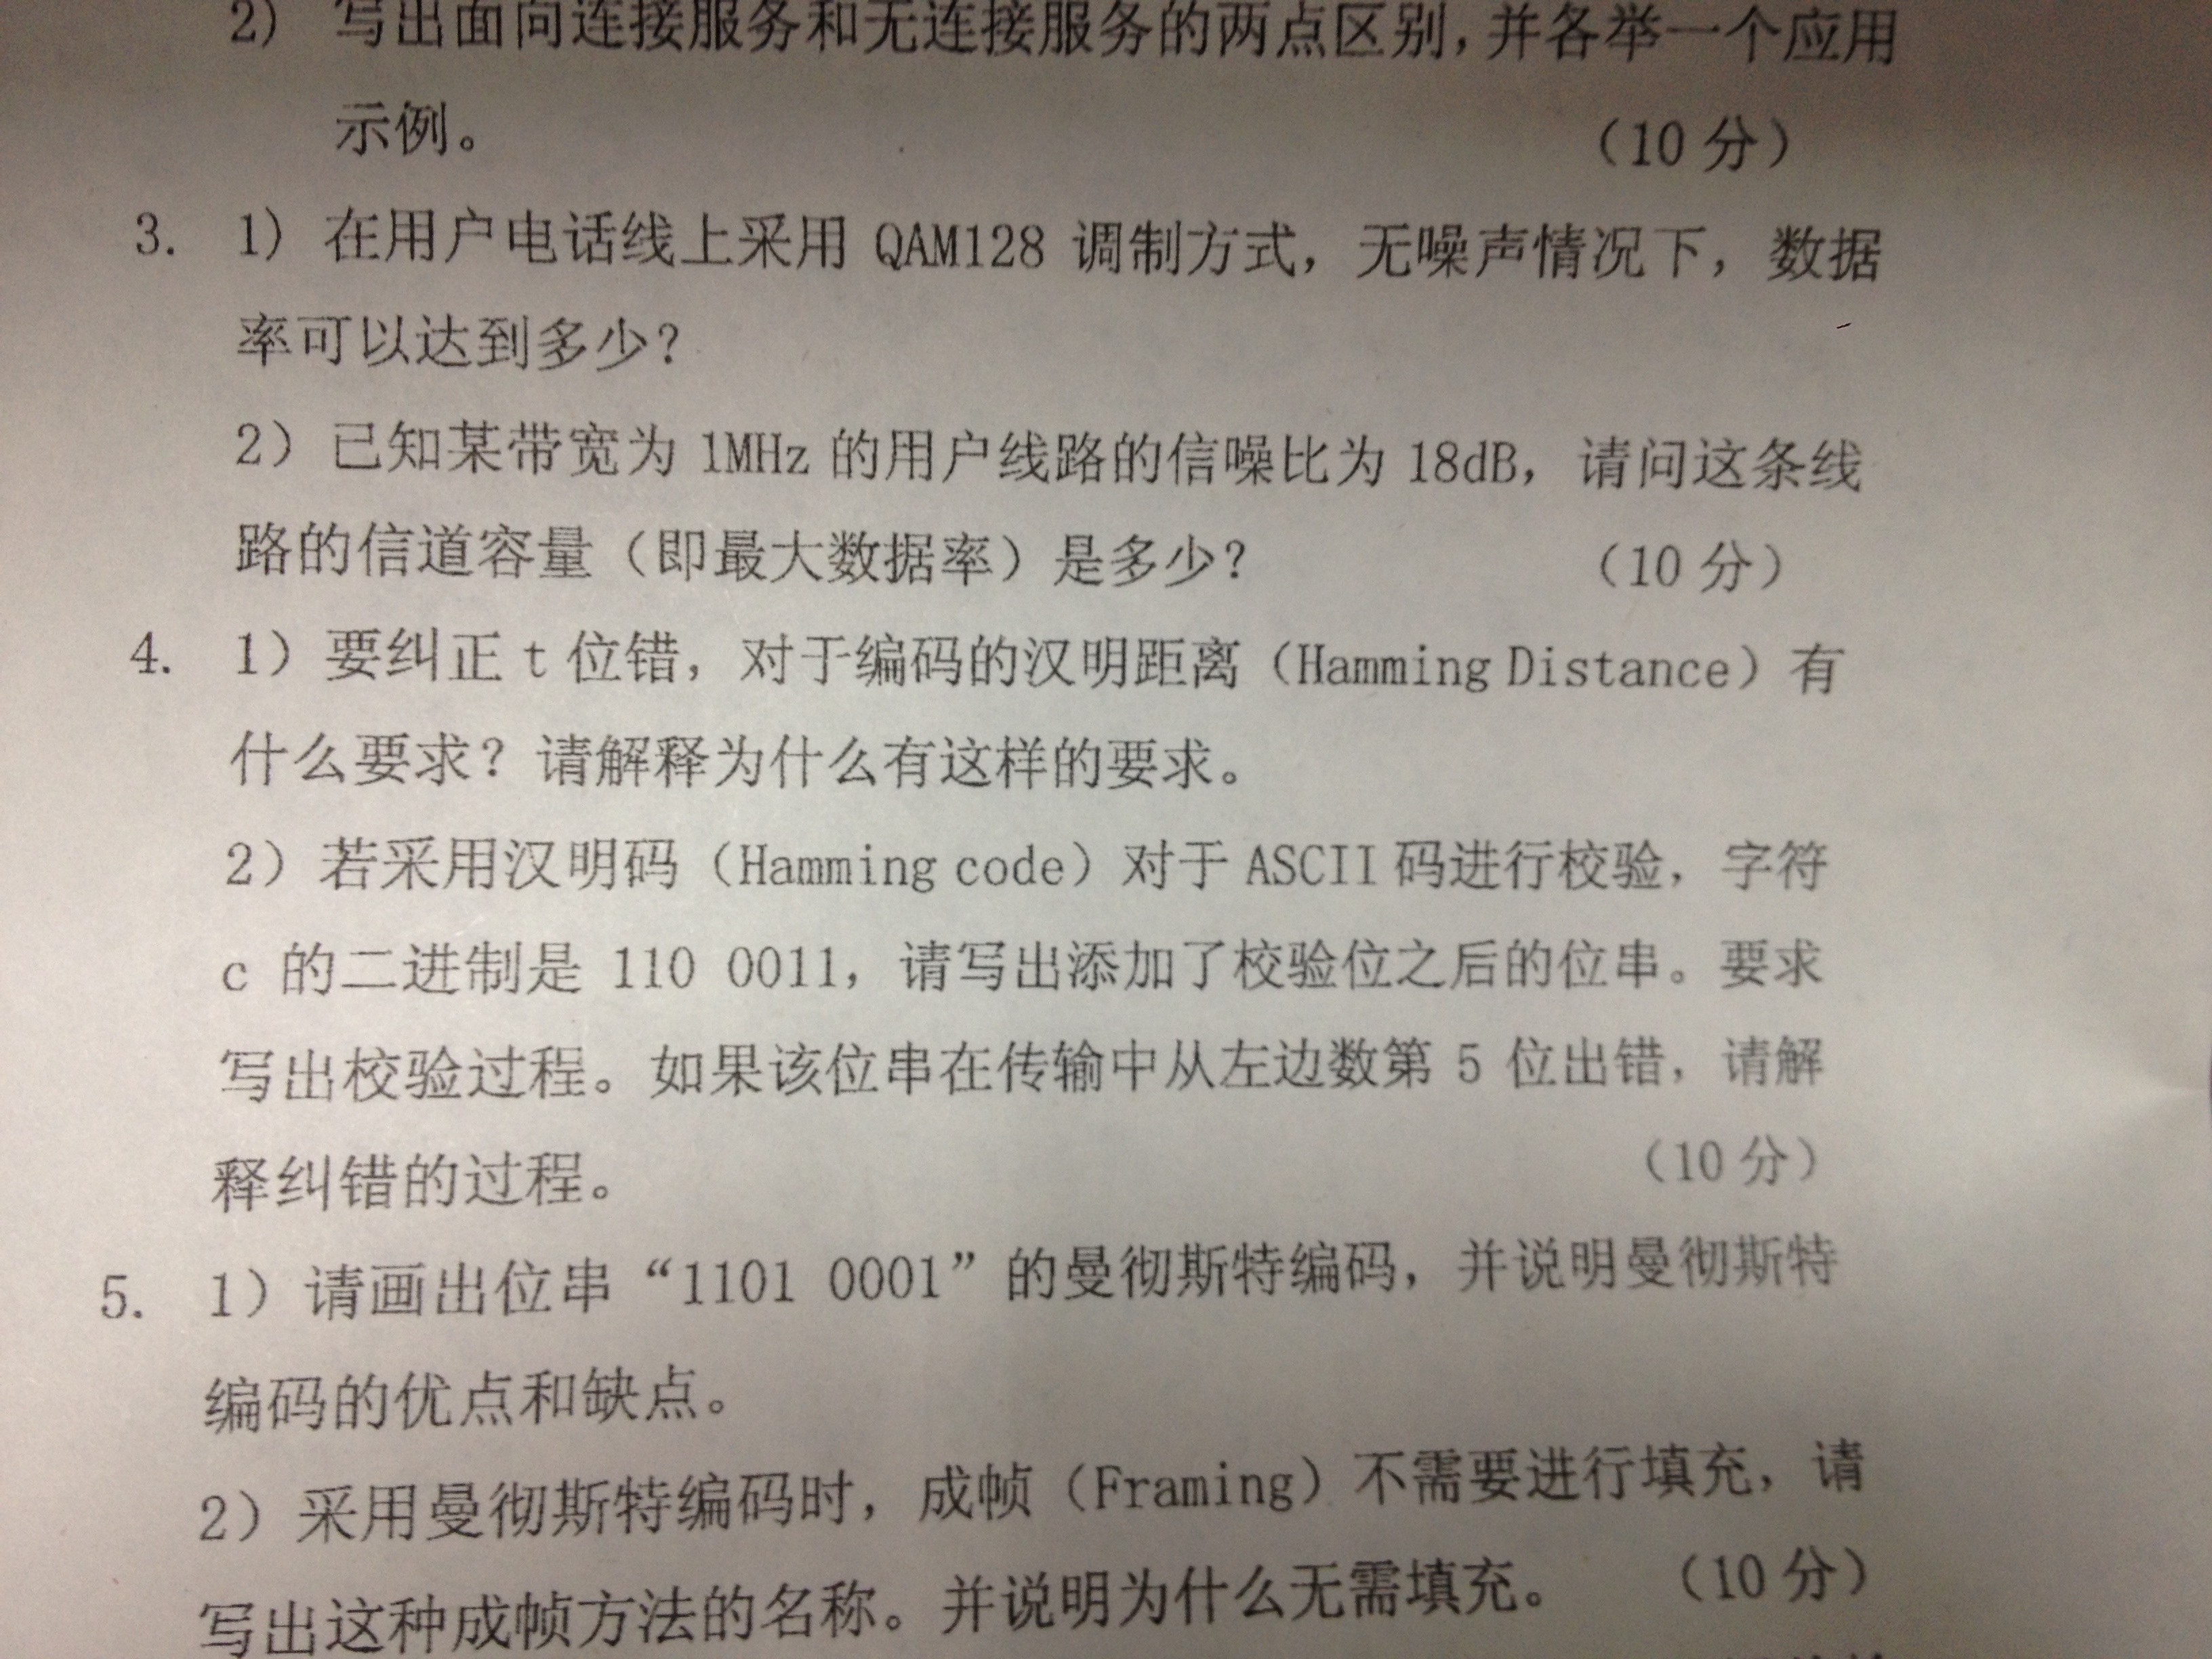 2) 写出面向连接服务和无连接服务的两点区别,并各举一个应用
示例。 (10 分)
3. 1) 在用户电话线上采用 QAM128 调制方式，无噪声情况下，数据
率可以达到多少？
2）已知某带宽为 1MHz 的用户线路的信噪比为 18dB，请问这条线
路的信道容量（即最大数据率）是多少？ （10 分）
4. 1）要纠正 t 位错，对于编码的汉明距离（Hamming Distance）有
什么要求？请解释为什么有这样的要求。
2）若采用汉明码（Hamming code）对于 ASCII 码进行校验，字符
c 的二进制是 110 0011，请写出添加了校验位之后的位串。要求
写出校验过程。如果该位串在传输中从左边数第 5 位出错，请解
释纠错的过程。 （10 分）
5. 1）请画出位串“1101 0001”的曼彻斯特编码，并说明曼彻斯特
编码的优点和缺点。
2）采用曼彻斯特编码时，成帧（Framing）不需要进行填充，请
写出这种成帧方法的名称。并说明为什么无需填充。 （10 分）